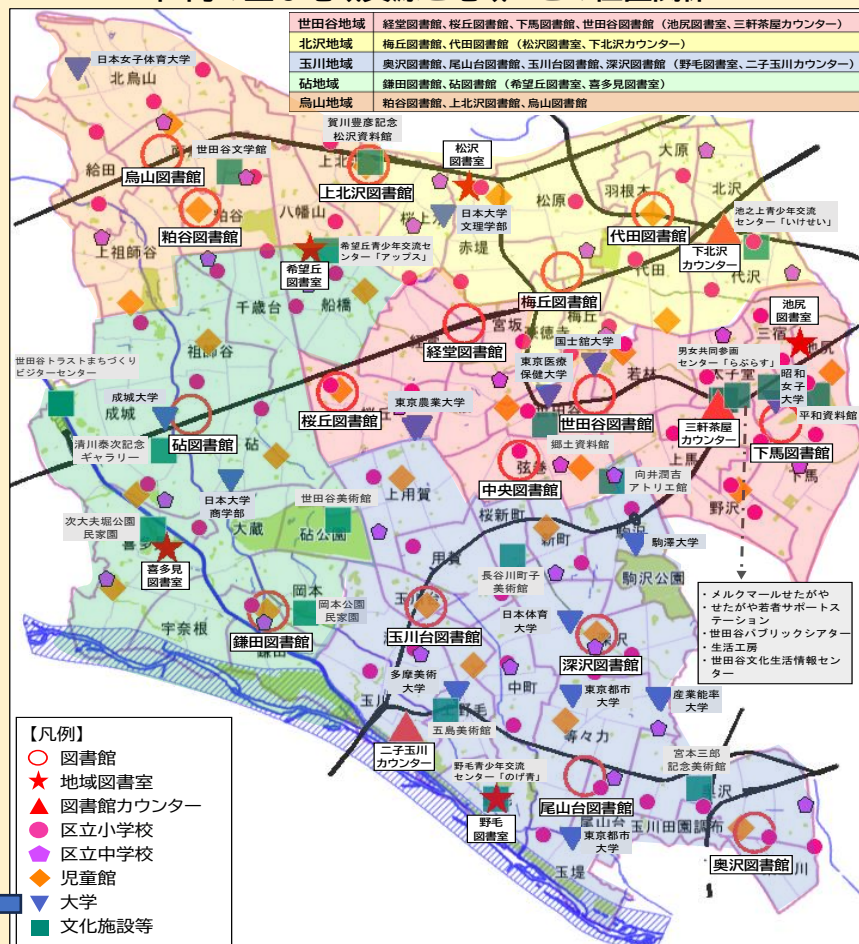 世田谷地域 経堂図書館、桜丘図書館、下馬図書館、世田谷図書館（池尻図書室、三軒茶屋カウンター）
北沢地域 梅丘図書館、代田図書館（松沢図書室、下北沢カウンター）
玉川地域 奥沢図書館、尾山台図書館、玉川台図書館、深沢図書館（野毛図書室、二子玉川カウンター）
砧地域 鎌田図書館、砧図書館（希望丘図書室、喜多見図書室）
烏山地域 粕谷図書館、上北沢図書館、烏山図書館
日本女子体育大学
北烏山
賀川豊彦記念
松沢資料館
松沢
図書室
大原
給田
世田谷文学館
烏山図書館
上北沢図書館
羽根木
北沢
粕谷
八幡山
日本大学
文理学部
松原
池之上青少年交流
センター「いけせい」
粕谷図書館
赤堤
代田図書館
上祖師谷
希望丘青少年交流セ
ンター「アップス」
希望丘
図書室
代田
下北沢
カウンター
代沢
船橋
千歳台
梅丘図書館
梅丘
池尻
図書室
宮坂
豪徳寺
三宿
祖師谷
経堂図書館
国士舘大学
池尻
世田谷トラストまちづくり
ビジターセンター
東京医療
保健大学
若林
男女共同参画
センター「らぷらす」
太子堂
昭和
女子
大学
成城大学
成城
東京農業大学
桜丘図書館
世田谷図書館
三軒茶屋
カウンター
平和資料館
砧図書館
郷土資料館
下馬図書館
清川泰次記念
ギャラリー
砧
弦巻
上馬
下馬
中央図書館
向井潤吉
アトリエ館
日本大学
商学部
世田谷美術館
上用賀
野沢
次大夫堀公園
民家園
大蔵
砧公園
桜新町
新町
駒沢
駒澤大学
喜多見
図書室
用賀
長谷川町子
美術館
駒沢公園
岡本
岡本公園
民家園
日本体育
大学
宇奈根
鎌田図書館
鎌田
玉川台図書館
深沢図書館
・メルクマールせたがや
・せたがや若者サポートス
テーション
・世田谷パブリックシアター
・生活工房
・世田谷文化生活情報セン
ター
多摩美術
大学
中町
東京都市
大学
産業能率
大学
玉川
上野毛
五島美術館
等々力
二子玉川
カウンター
野毛青少年交流
センター「のげ青」
宮本三郎
記念美術館
野毛
図書室
尾山台図書館
尾山台
玉川田園調布
東京都市
大学
奥沢図書館
玉堤
【凡例】
図書館
地域図書室
図書館カウンター
区立小学校
区立中学校
児童館
大学
文化施設等